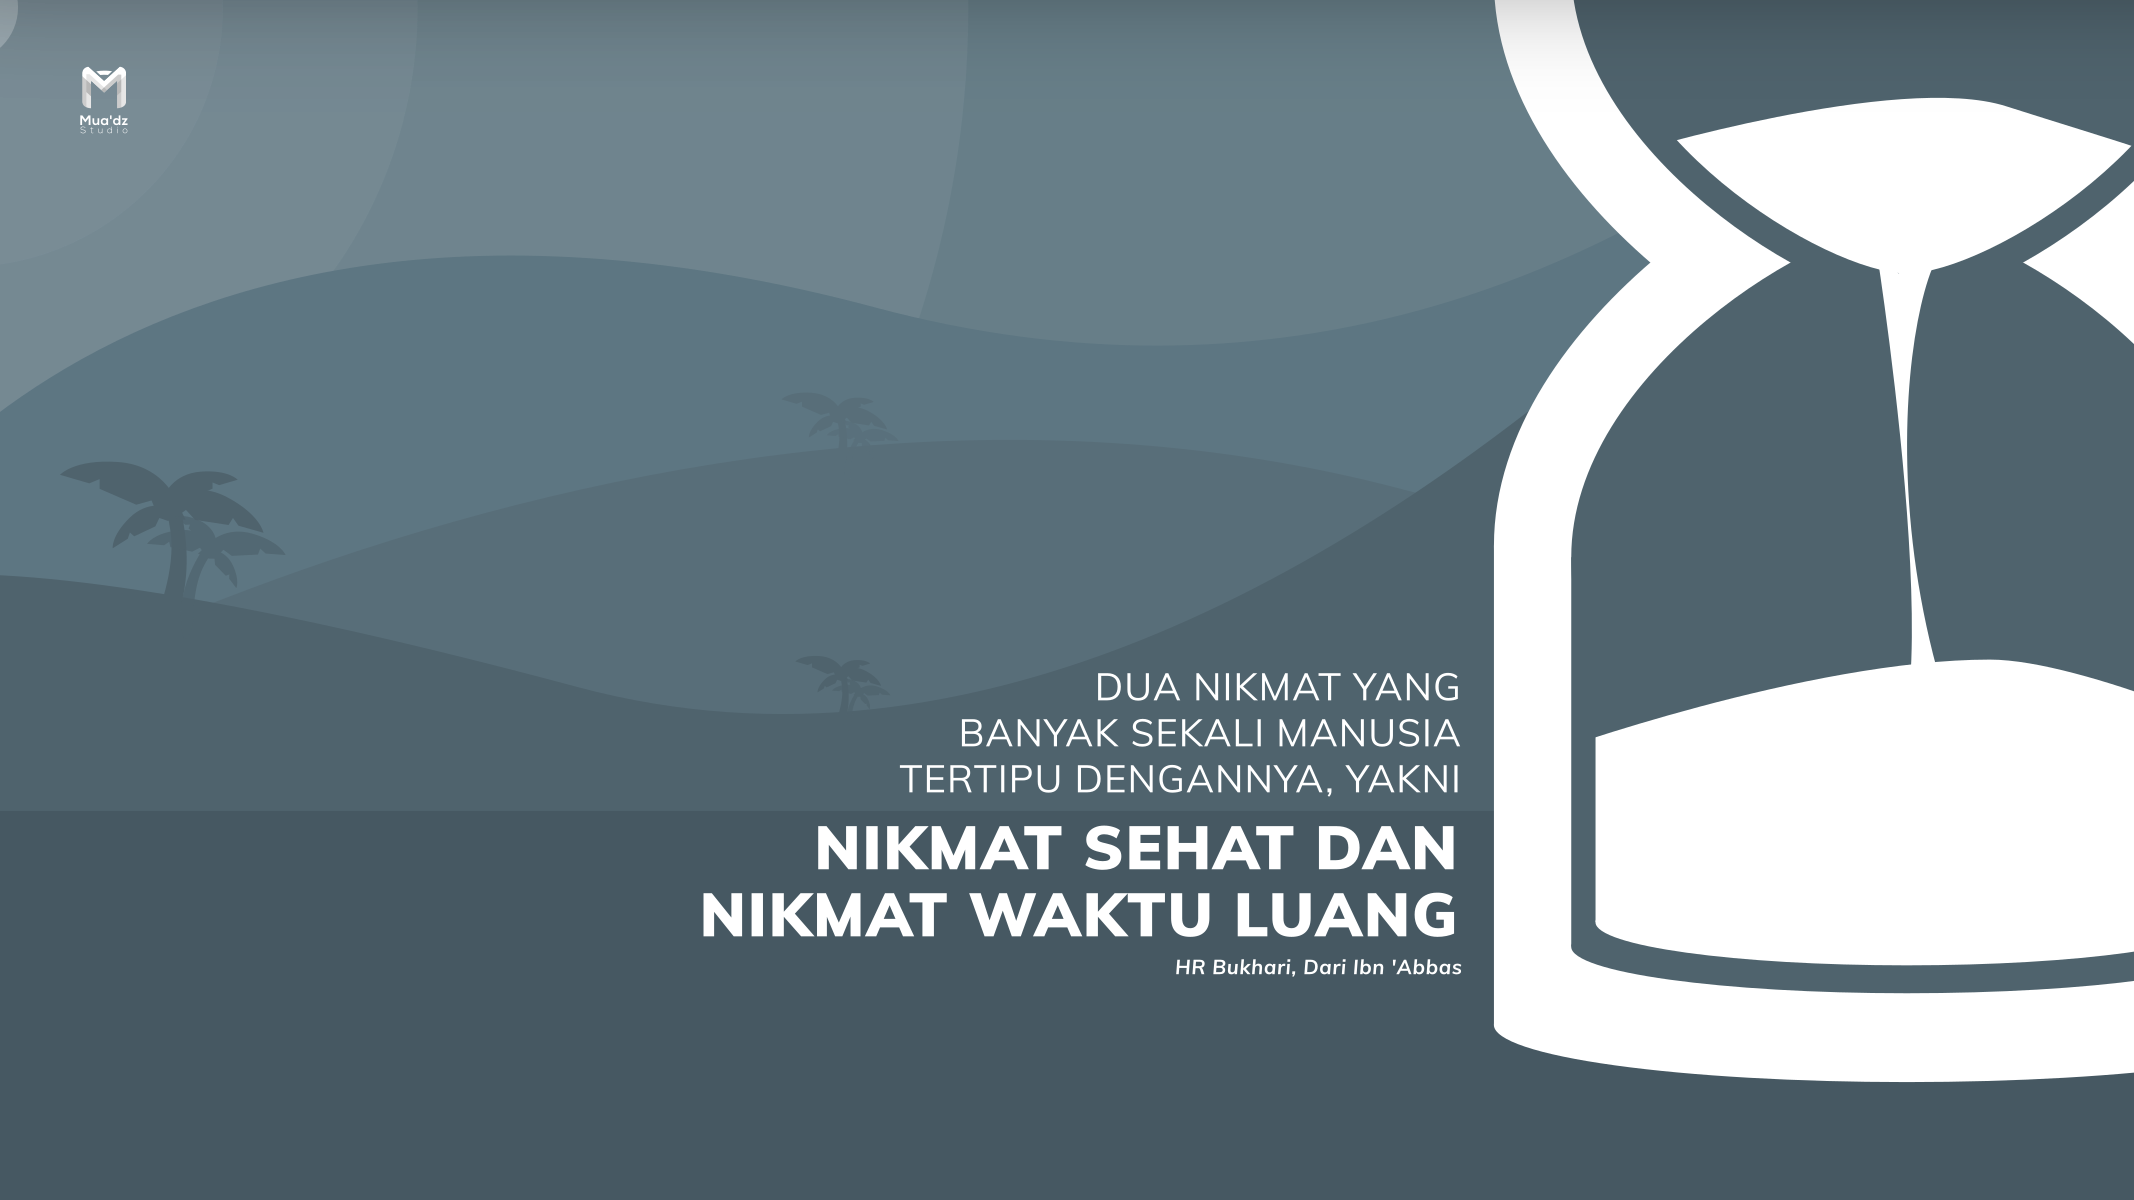 Mua'dz
Studio
DUA NIKMAT YANG
BANYAK SEKALI MANUSIA
TERTIPU DENGANNYA, YAKNI
NIKMAT SEHAT DAN
NIKMAT WAKTU LUANG
HR Bukhari, Dari Ibn 'Abbas